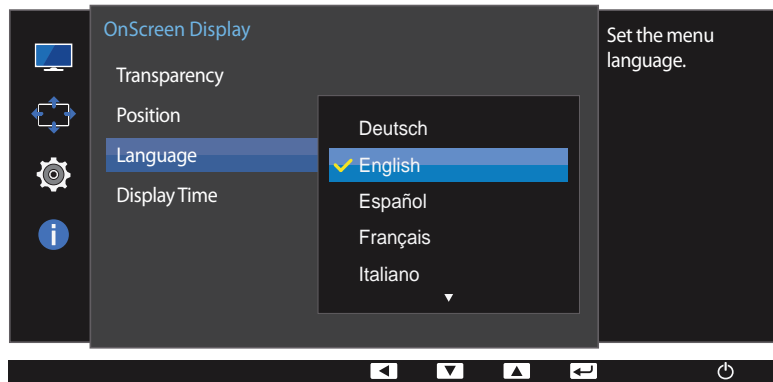 OnScreen Display
Set the menu
language.
Transparency
Position
Language
Display Time
Deutsch
English
Español
Français
Italiano